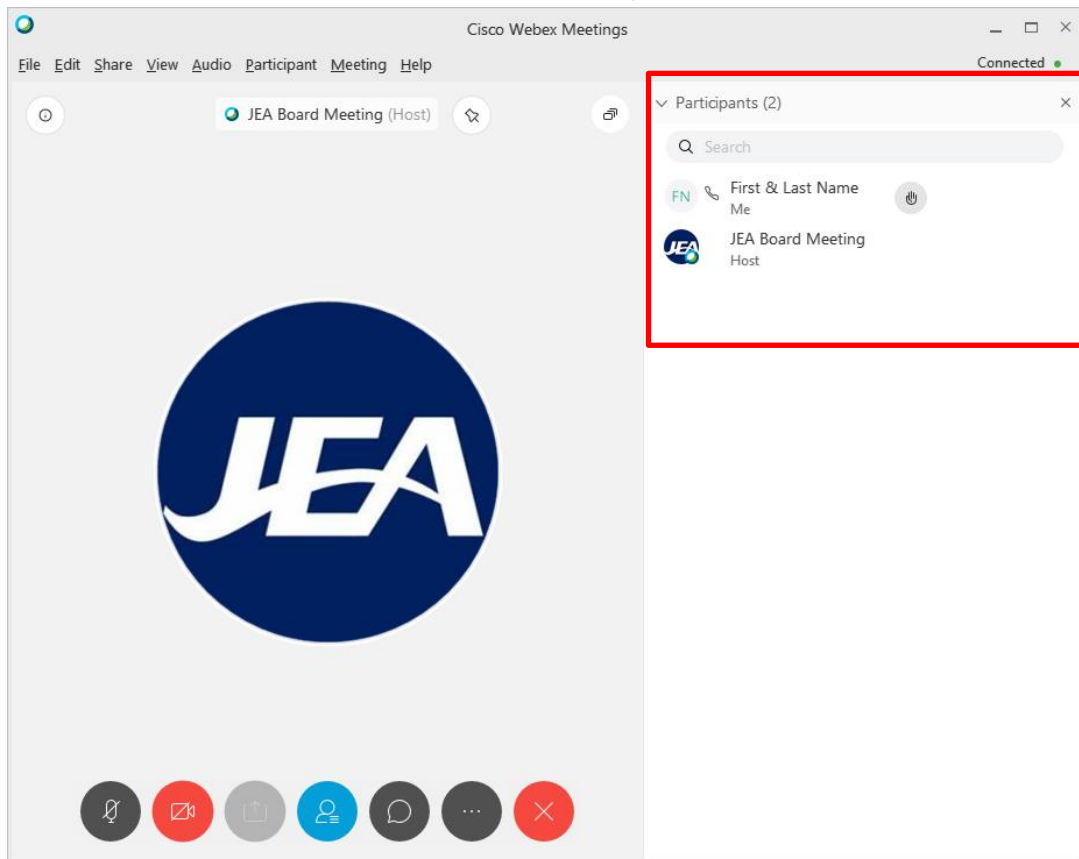 Cisco Webex Meetings
File Edit Share View Audio Participant Meeting Help
Connected
JEA Board Meeting (Host)
Participants (2)
Search
FN
First & Last Name
Me
JEA
JEA Board Meeting
Host
JEA